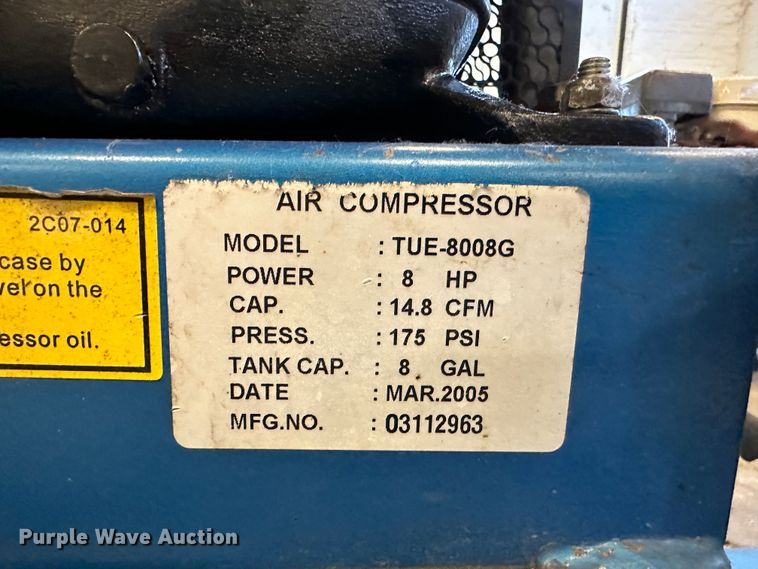 2C07-014
case by
on the
essor oil.
AIR COMPRESSOR
MODEL : TUE-8008G
POWER : 8 HP
CAP. : 14.8 CFM
PRESS. : 175 PSI
TANK CAP. : 8 GAL
DATE : MAR.2005
MFG.NO. : 03112963
Purple Wave Auction